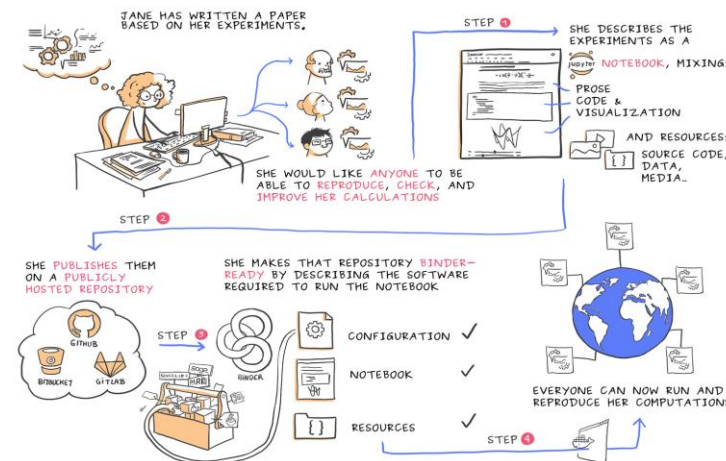 JANE HAS WRITTEN A PAPER
BASED ON HER EXPERIMENTS.
SHE WOULD LIKE ANYONE TO BE
ABLE TO REPRODUCE, CHECK, AND
IMPROVE HER CALCULATIONS
STEP 1
SHE DESCRIBES THE
EXPERIMENTS AS A
jupyter NOTEBOOK, MIXING
PROSE
CODE &
VISUALIZATION
AND RESOURCES:
SOURCE CODE,
DATA,
MEDIA...
STEP 2
SHE PUBLISHES THEM
ON A PUBLICLY
HOSTED REPOSITORY
GITHUB
BITBUCKET
GITLAB
STEP 3
SHE MAKES THAT REPOSITORY BINDER-
READY BY DESCRIBING THE SOFTWARE
REQUIRED TO RUN THE NOTEBOOK
BINDER
sage
CONFIGURATION ✓
NOTEBOOK ✓
{ } RESOURCES ✓
STEP 4
EVERYONE CAN NOW RUN AND
REPRODUCE HER COMPUTATION